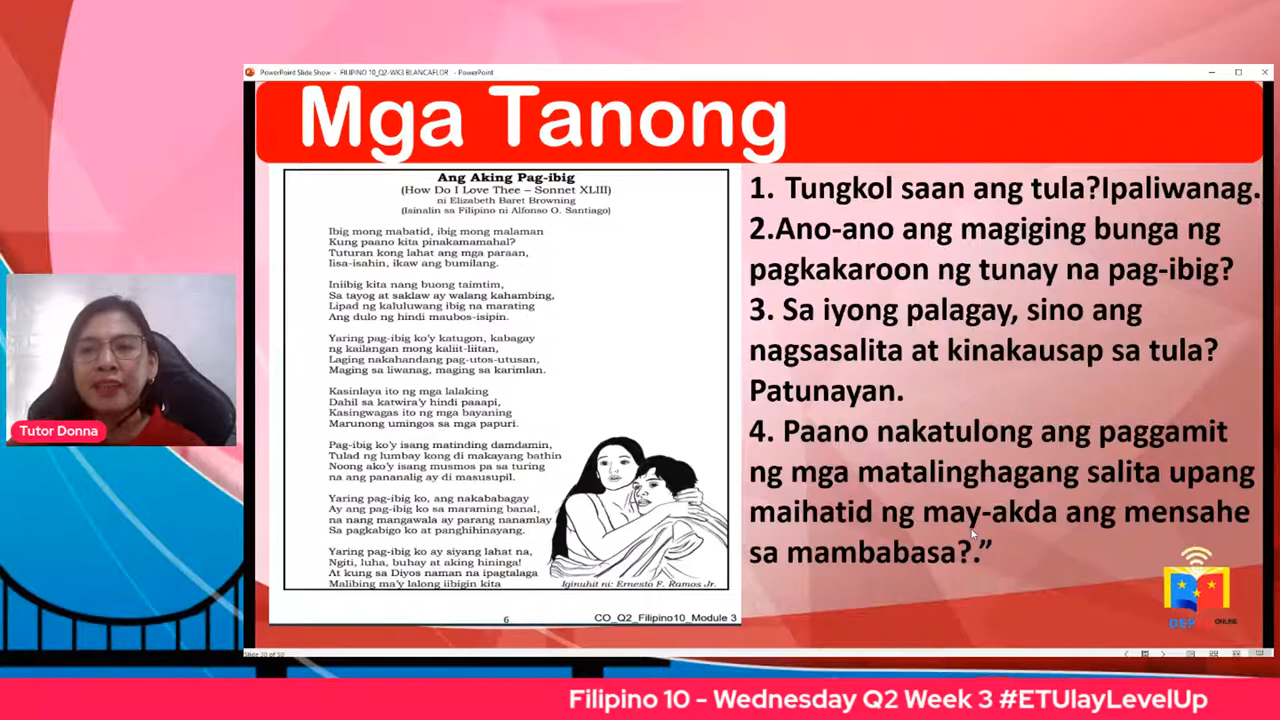 PowerPoint Slide Show - FILIPINO 10_Q2-WK3 BLANCAFLOR - PowerPoint
Mga Tanong
Ang Aking Pag-ibig
(How Do I Love Thee – Sonnet XLIII)
ni Elizabeth Baret Browning
(Isinalin sa Filipino ni Alfonso O. Santiago)
Ibig mong mabatid, ibig mong malaman
Kung paano kita pinakamamahal?
Tuturan kong lahat ang mga paraan,
Iisa-isahin, ikaw ang bumilang.
Iniibig kita nang buong taimtim,
Sa tayog at saklaw ay walang kahambing,
Lipad ng kaluluwang ibig na marating
Ang dulo ng hindi maubos-isipin.
Yaring pag-ibig ko'y katugon, kabagay
ng kailangan mong kaliit-liitan,
Laging nakahandang pag-utos-utusan,
Maging sa liwanag, maging sa karimlan.
Kasinlaya ito ng mga lalaking
Dahil sa katwira'y hindi paaapi,
Kasingwagas ito ng mga bayaning
Marunong umingos sa mga papuri.
Pag-ibig ko'y isang matinding damdamin,
Tulad ng lumbay kong di makayang bathin
Noong ako'y isang musmos pa sa turing
na ang pananalig ay di masusupil.
Yaring pag-ibig ko, ang nakababagay
Ay ang pag-ibig ko sa maraming banal,
na nang mangawala ay parang nanamlay
Sa pagkabigo ko at panghihinayang.
Yaring pag-ibig ko ay siyang lahat na,
Ngiti, luha, buhay at aking hininga!
At kung sa Diyos naman na ipagtalaga
Malibing ma'y lalong iibigin kita
Iginuhit ni: Ernesto F. Ramos Jr.
6
CO_Q2_Filipino10_Module 3
1. Tungkol saan ang tula?Ipaliwanag.
2.Ano-ano ang magiging bunga ng
pagkakaroon ng tunay na pag-ibig?
3. Sa iyong palagay, sino ang
nagsasalita at kinakausap sa tula?
Patunayan.
4. Paano nakatulong ang paggamit
ng mga matalinghagang salita upang
maihatid ng may-akda ang mensahe
sa mambabasa?.”
ONLINE
Tutor Donna
Slide 20 of 50
Filipino 10 - Wednesday Q2 Week 3 #ETUlayLevelUp